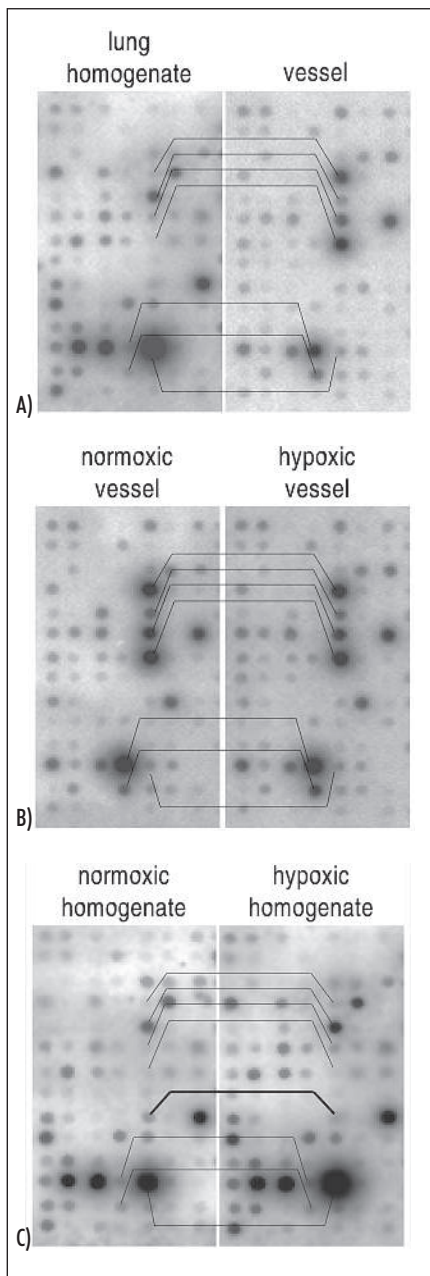 lung
homogenate
vessel
A)
normoxic
vessel
hypoxic
vessel
B)
normoxic
homogenate
hypoxic
homogenate
C)